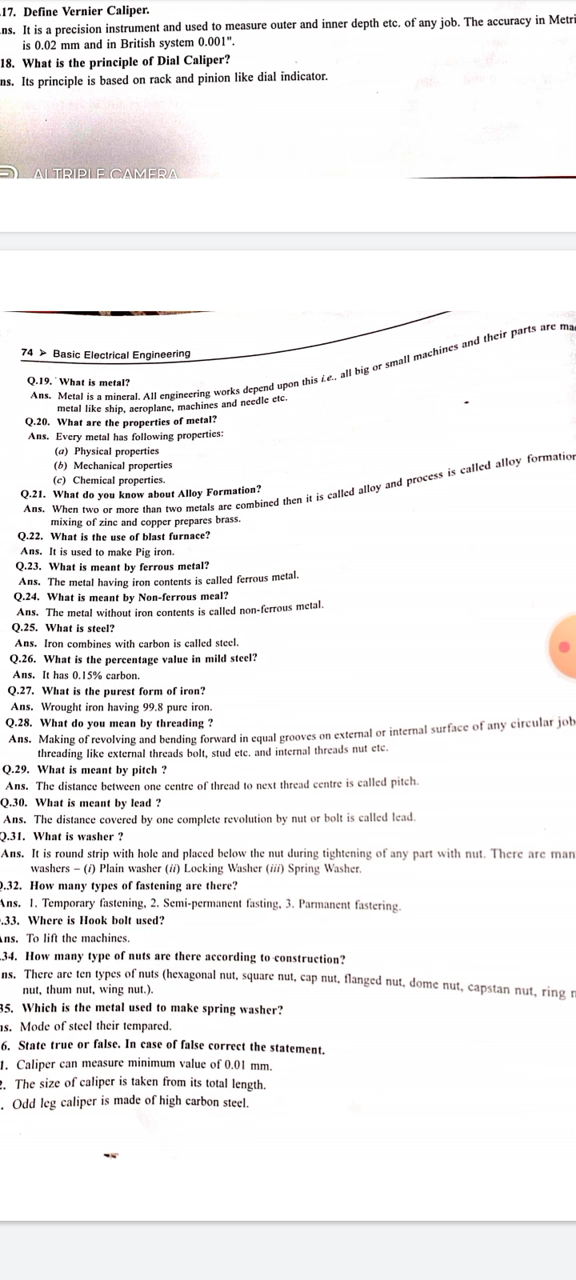 17. Define Vernier Caliper.
ns. It is a precision instrument and used to measure outer and inner depth etc. of any job. The accuracy in Metri
is 0.02 mm and in British system 0.001".
18. What is the principle of Dial Caliper?
ns. Its principle is based on rack and pinion like dial indicator.
AI TRIPLE CAMERA
74 ➢ Basic Electrical Engineering
Q.19. What is metal?
Ans. Metal is a mineral. All engineering works depend upon this i.e., all big or small machines and their parts are ma
metal like ship, aeroplane, machines and needle etc.
Q.20. What are the properties of metal?
Ans. Every metal has following properties:
(a) Physical properties
(b) Mechanical properties
(c) Chemical properties.
Q.21. What do you know about Alloy Formation?
Ans. When two or more than two metals are combined then it is called alloy and process is called alloy formation
mixing of zinc and copper prepares brass.
Q.22. What is the use of blast furnace?
Ans. It is used to make Pig iron.
Q.23. What is meant by ferrous metal?
Ans. The metal having iron contents is called ferrous metal.
Q.24. What is meant by Non-ferrous meal?
Ans. The metal without iron contents is called non-ferrous metal.
Q.25. What is steel?
Ans. Iron combines with carbon is called steel.
Q.26. What is the percentage value in mild steel?
Ans. It has 0.15% carbon.
Q.27. What is the purest form of iron?
Ans. Wrought iron having 99.8 pure iron.
Q.28. What do you mean by threading ?
Ans. Making of revolving and bending forward in equal grooves on external or internal surface of any circular job
threading like external threads bolt, stud etc. and internal threads nut etc.
Q.29. What is meant by pitch ?
Ans. The distance between one centre of thread to next thread centre is called pitch.
Q.30. What is meant by lead ?
Ans. The distance covered by one complete revolution by nut or bolt is called lead.
Q.31. What is washer ?
Ans. It is round strip with hole and placed below the nut during tightening of any part with nut. There are man
washers – (i) Plain washer (ii) Locking Washer (iii) Spring Washer.
.32. How many types of fastening are there?
Ans. 1. Temporary fastening, 2. Semi-permanent fasting, 3. Parmanent fastering.
.33. Where is Hook bolt used?
ns. To lift the machines.
34. How many type of nuts are there according to construction?
ns. There are ten types of nuts (hexagonal nut, square nut, cap nut, flanged nut, dome nut, capstan nut, ring n
nut, thum nut, wing nut.).
35. Which is the metal used to make spring washer?
s. Mode of steel their tempared.
6. State true or false. In case of false correct the statement.
1. Caliper can measure minimum value of 0.01 mm.
2. The size of caliper is taken from its total length.
. Odd leg caliper is made of high carbon steel.